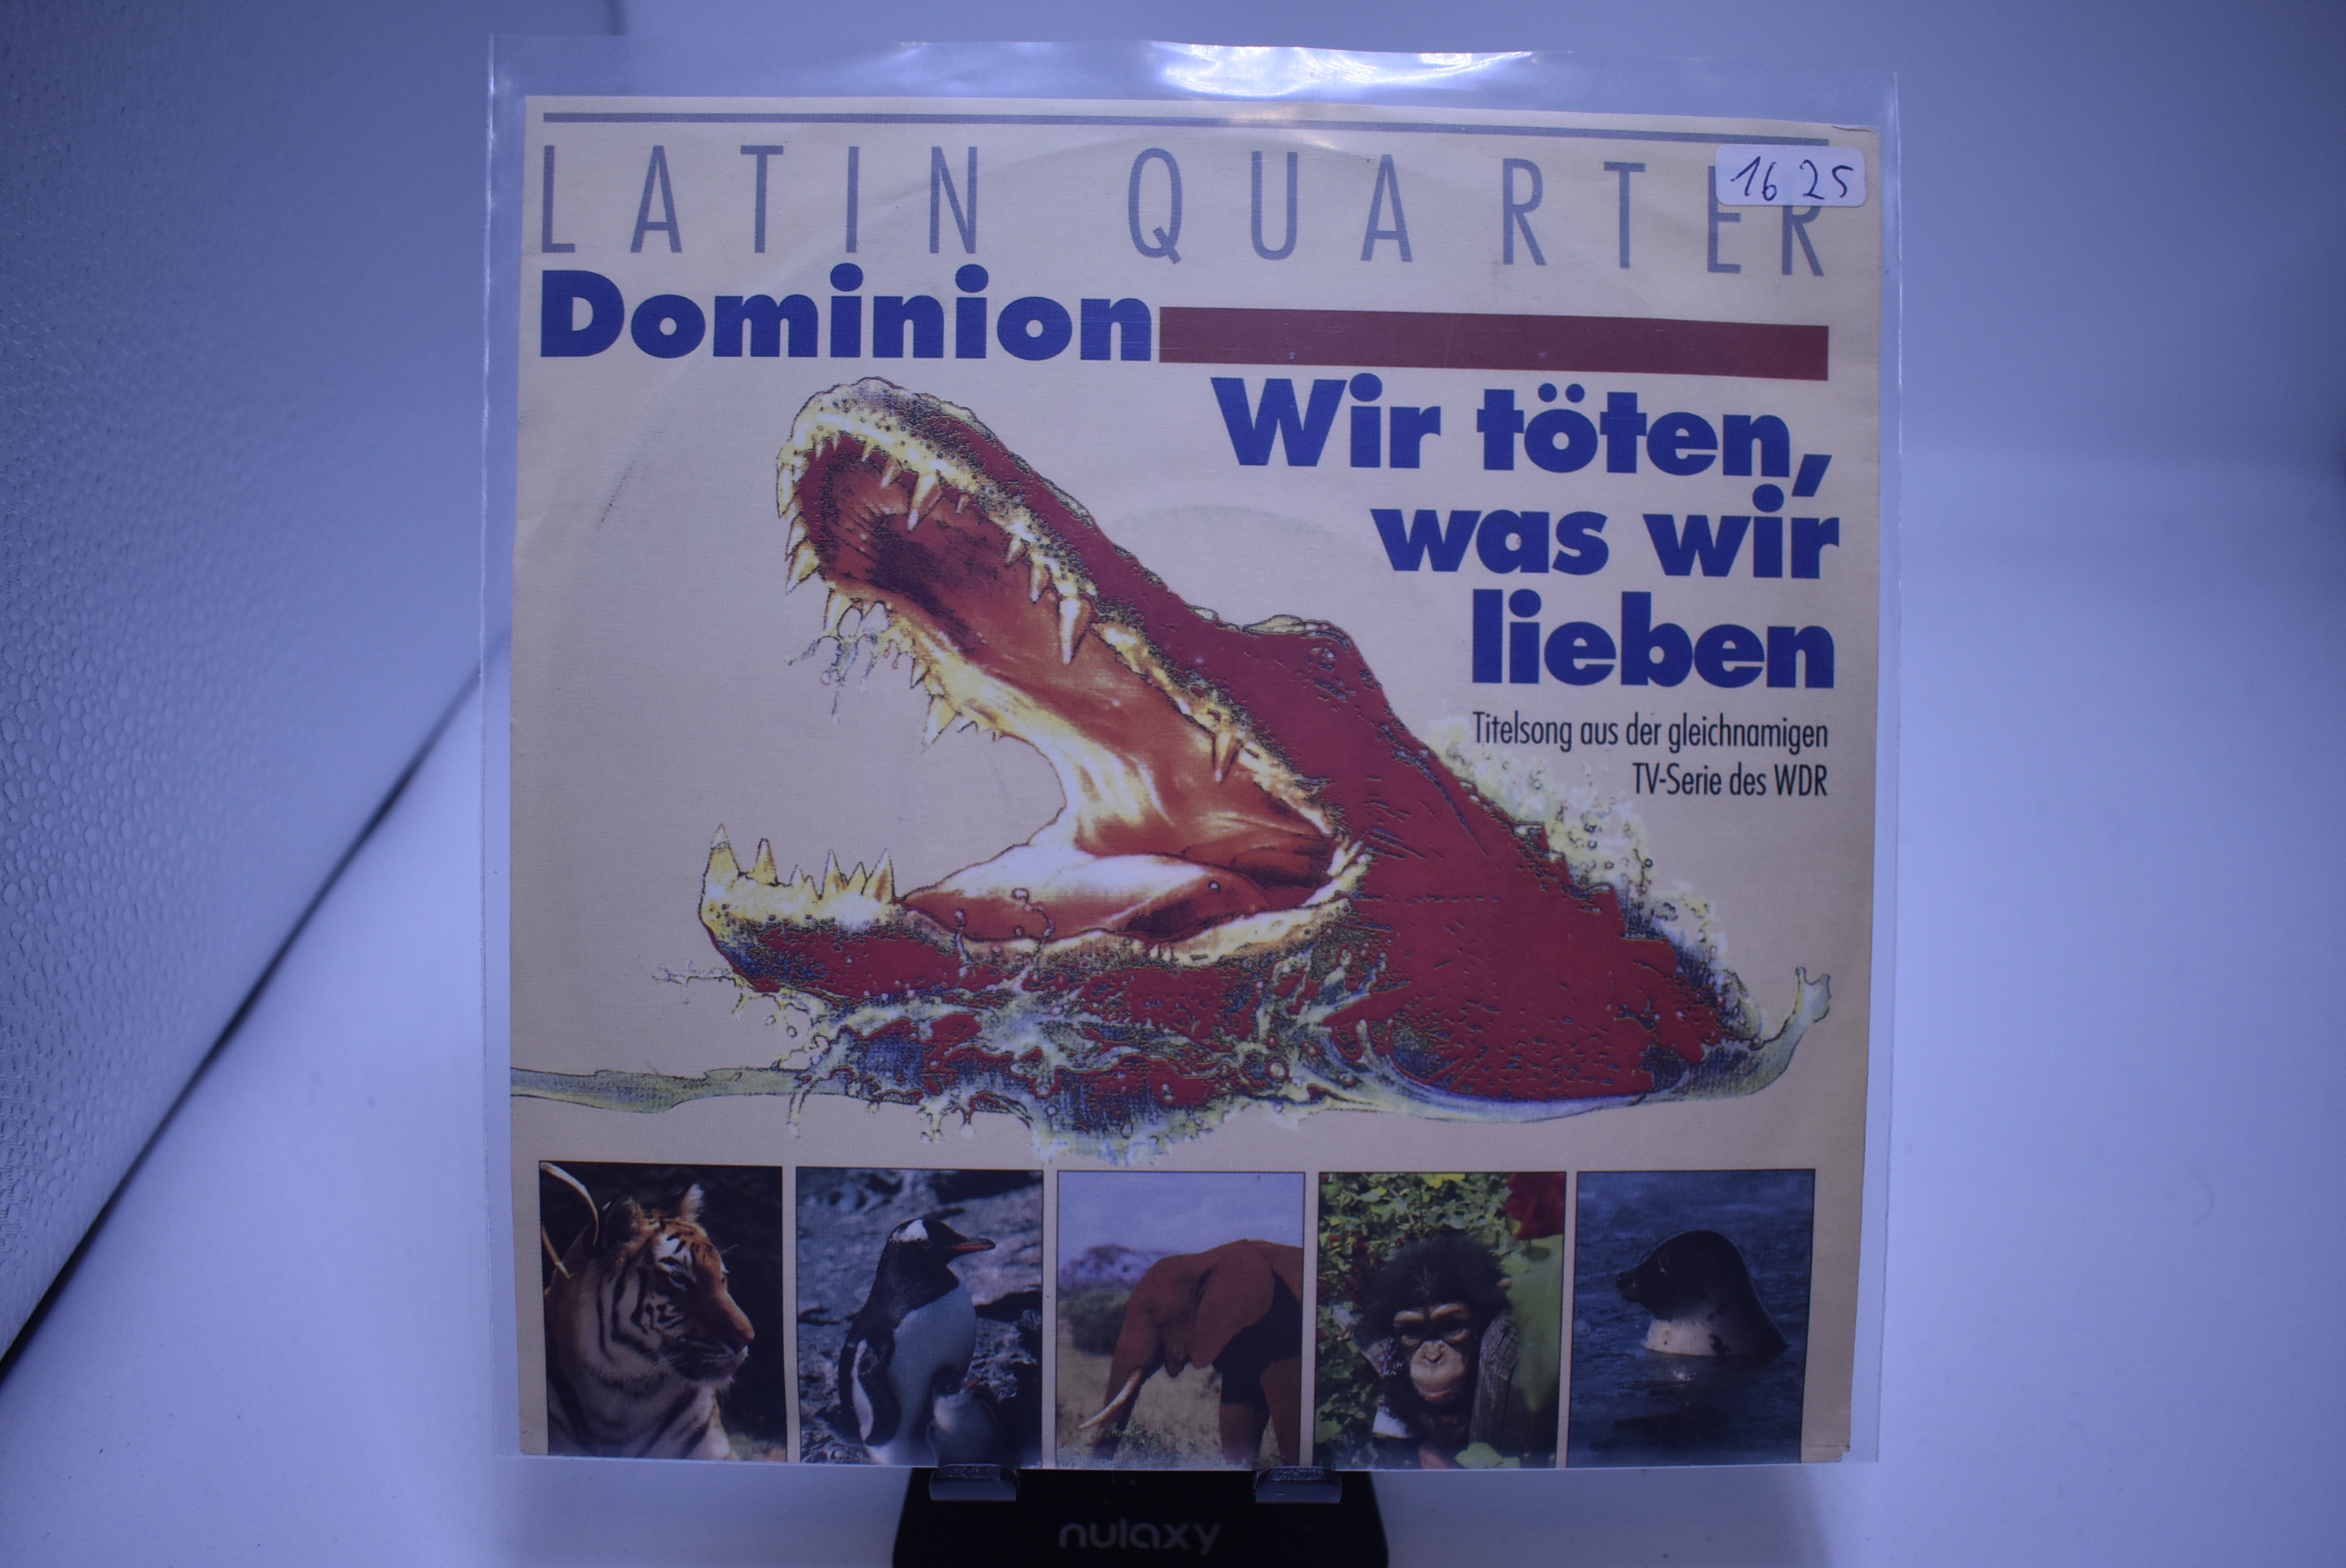 LATIN QUARTER
16 25
Dominion
Wir töten,
was wir
lieben
Titelsong aus der gleichnamigen
TV-Serie des WDR
nulaxy